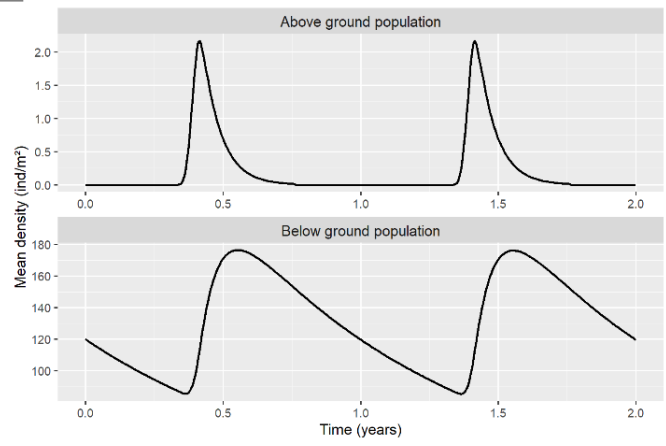 Above ground population
2.0
1.5
1.0
0.5
0.0
0.0 0.5 1.0 1.5 2.0
Mean density (ind/m²)
Below ground population
180
160
140
120
100
0.0 0.5 1.0 1.5 2.0
Time (years)